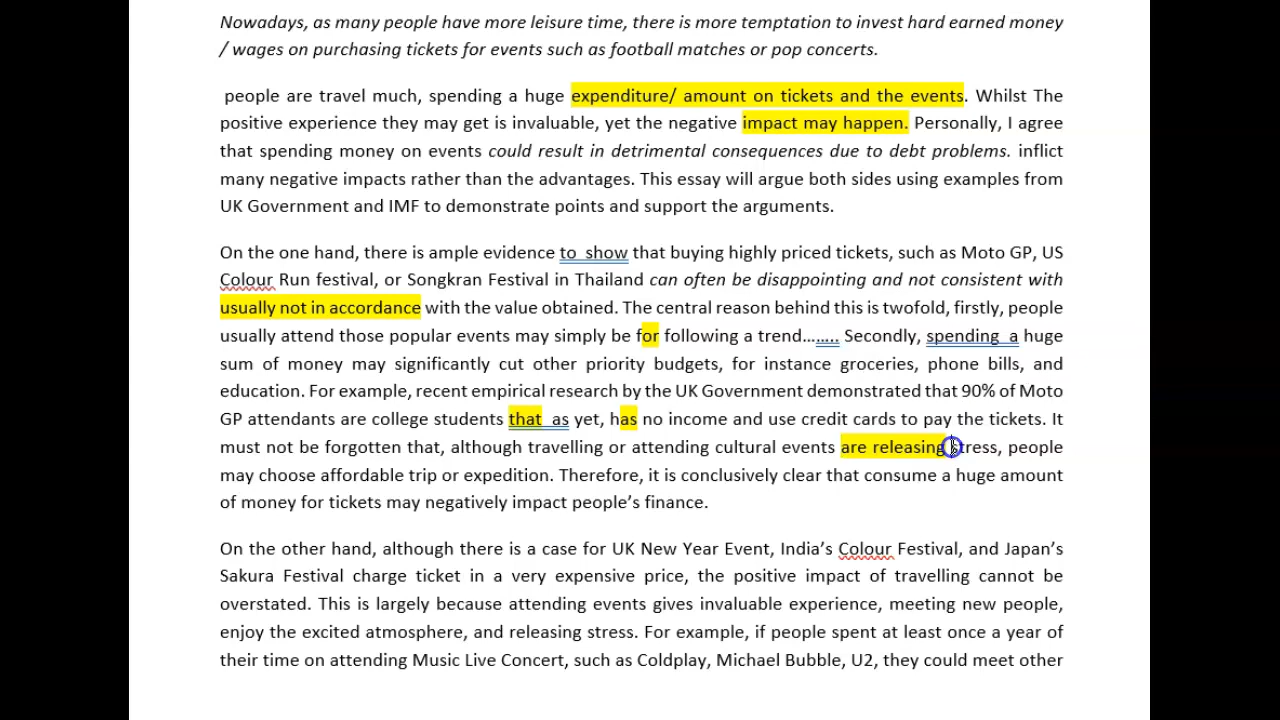 Nowadays, as many people have more leisure time, there is more temptation to invest hard earned money
/ wages on purchasing tickets for events such as football matches or pop concerts.
people are travel much, spending a huge expenditure/ amount on tickets and the events. Whilst The
positive experience they may get is invaluable, yet the negative impact may happen. Personally, I agree
that spending money on events could result in detrimental consequences due to debt problems. inflict
many negative impacts rather than the advantages. This essay will argue both sides using examples from
UK Government and IMF to demonstrate points and support the arguments.
On the one hand, there is ample evidence to show that buying highly priced tickets, such as Moto GP, US
Colour Run festival, or Songkran Festival in Thailand can often be disappointing and not consistent with
usually not in accordance with the value obtained. The central reason behind this is twofold, firstly, people
usually attend those popular events may simply be for following a trend…….. Secondly, spending a huge
sum of money may significantly cut other priority budgets, for instance groceries, phone bills, and
education. For example, recent empirical research by the UK Government demonstrated that 90% of Moto
GP attendants are college students that as yet, has no income and use credit cards to pay the tickets. It
must not be forgotten that, although travelling or attending cultural events are releasing stress, people
may choose affordable trip or expedition. Therefore, it is conclusively clear that consume a huge amount
of money for tickets may negatively impact people’s finance.
On the other hand, although there is a case for UK New Year Event, India’s Colour Festival, and Japan’s
Sakura Festival charge ticket in a very expensive price, the positive impact of travelling cannot be
overstated. This is largely because attending events gives invaluable experience, meeting new people,
enjoy the excited atmosphere, and releasing stress. For example, if people spent at least once a year of
their time on attending Music Live Concert, such as Coldplay, Michael Bubble, U2, they could meet other